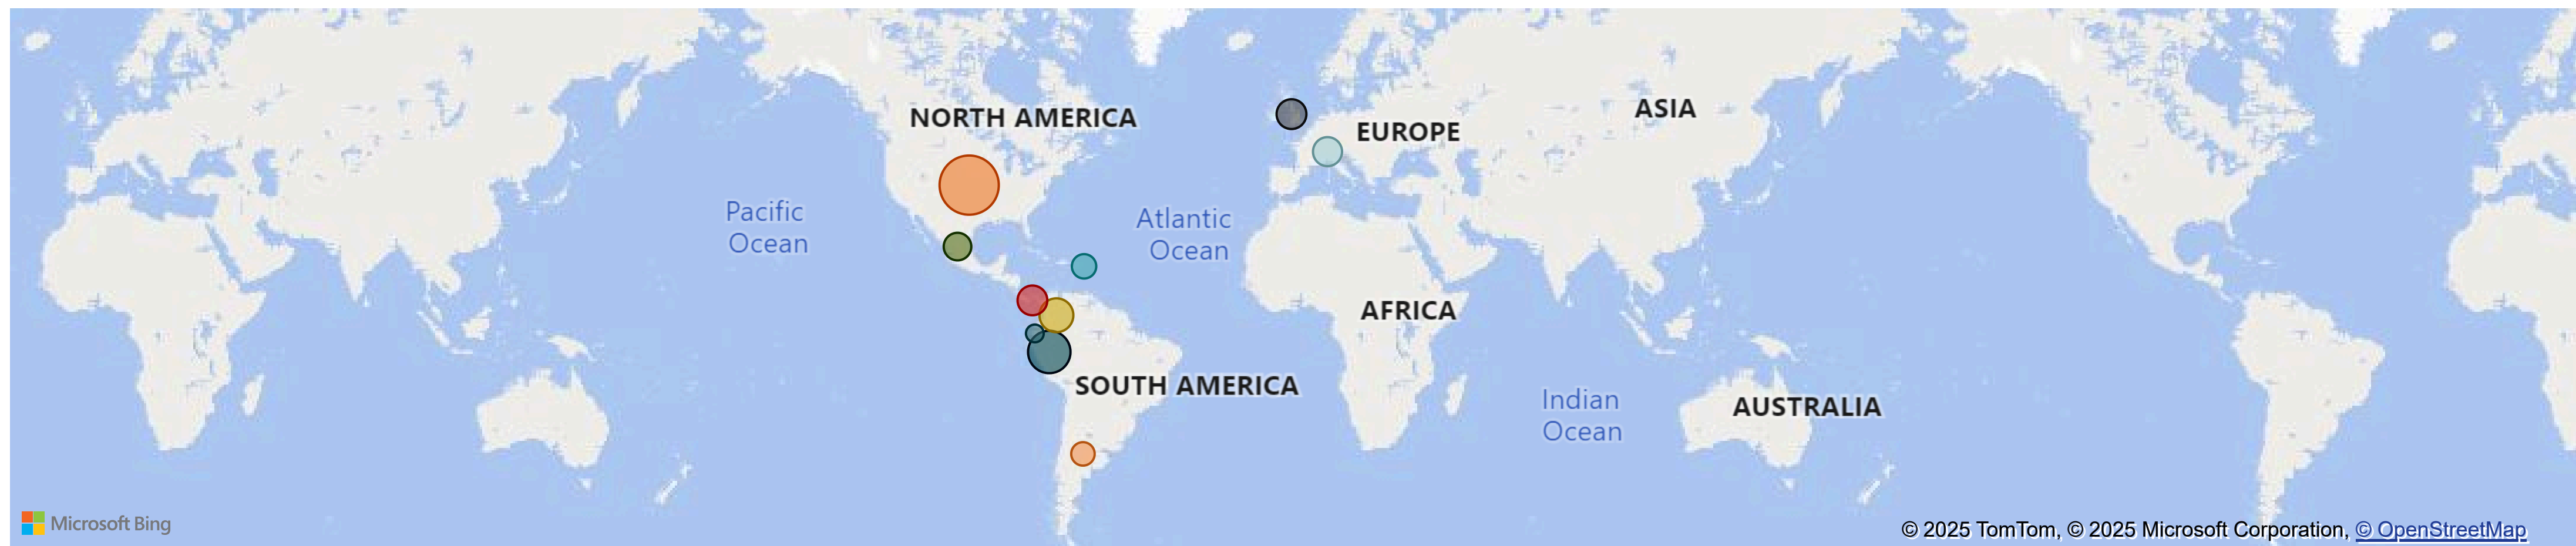 NORTH AMERICA
ASIA
EUROPE
Pacific
Ocean
Atlantic
Ocean
AFRICA
SOUTH AMERICA
Indian
Ocean
AUSTRALIA
Microsoft Bing
© 2025 TomTom, © 2025 Microsoft Corporation, © OpenStreetMap